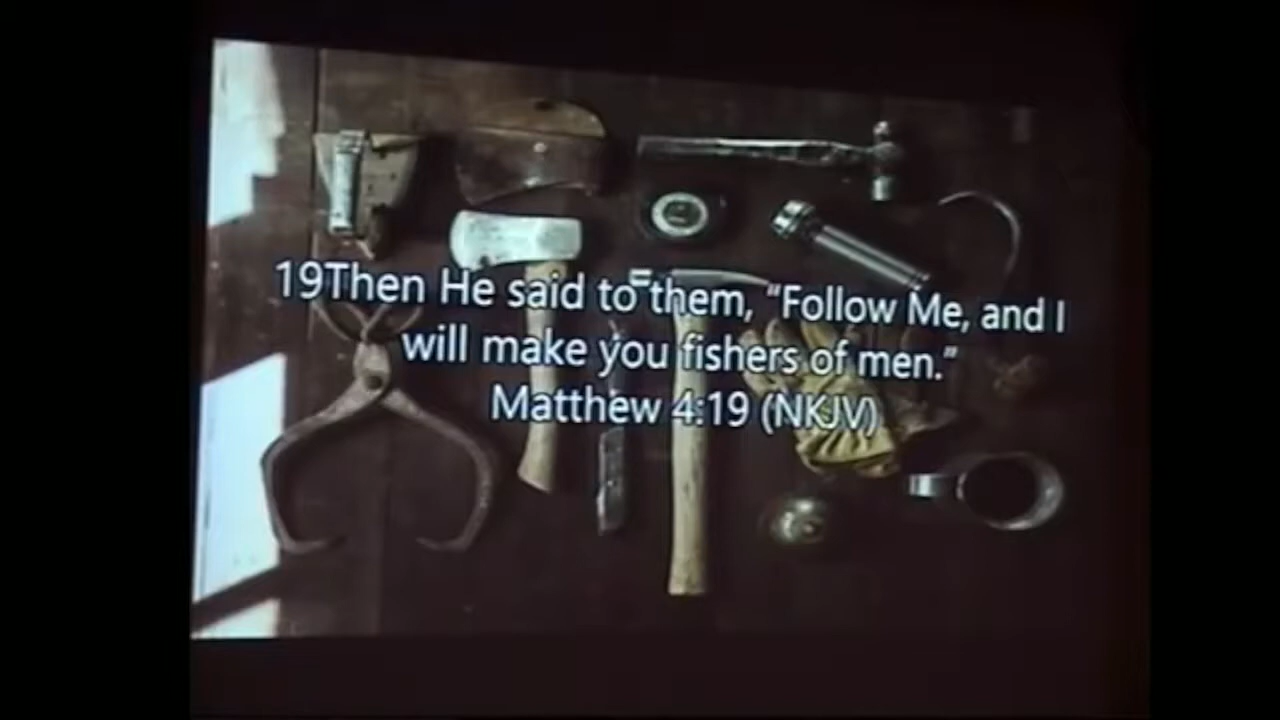 19Then He said to them, "Follow Me, and I
will make you fishers of men."
Matthew 4:19 (NKJV)